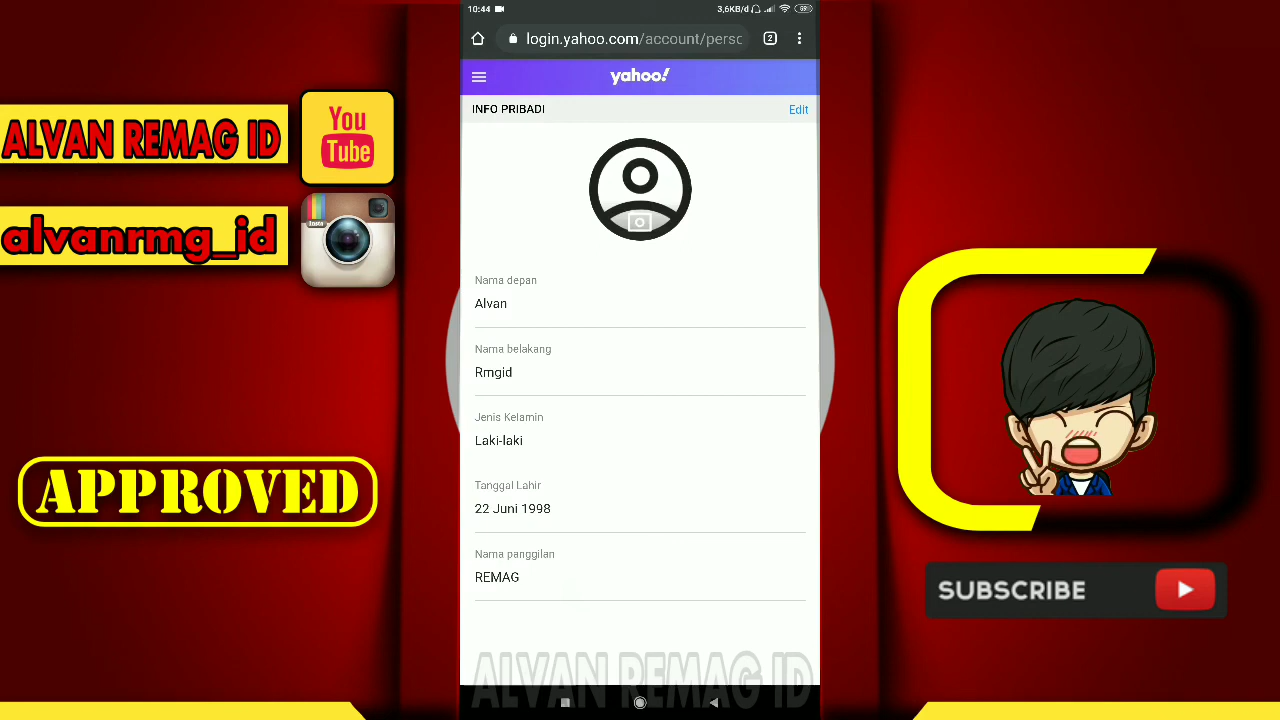 10:44
3,6KB/d
login.yahoo.com/account/persc
2
yahoo!
INFO PRIBADI
Edit
Nama depan
Alvan
Nama belakang
Rmgid
Jenis Kelamin
Laki-laki
Tanggal Lahir
22 Juni 1998
Nama panggilan
REMAG
ALVAN REMAG ID
ALVAN REMAG ID
You
Tube
alvanrmg_id
Insta
APPROVED
SUBSCRIBE